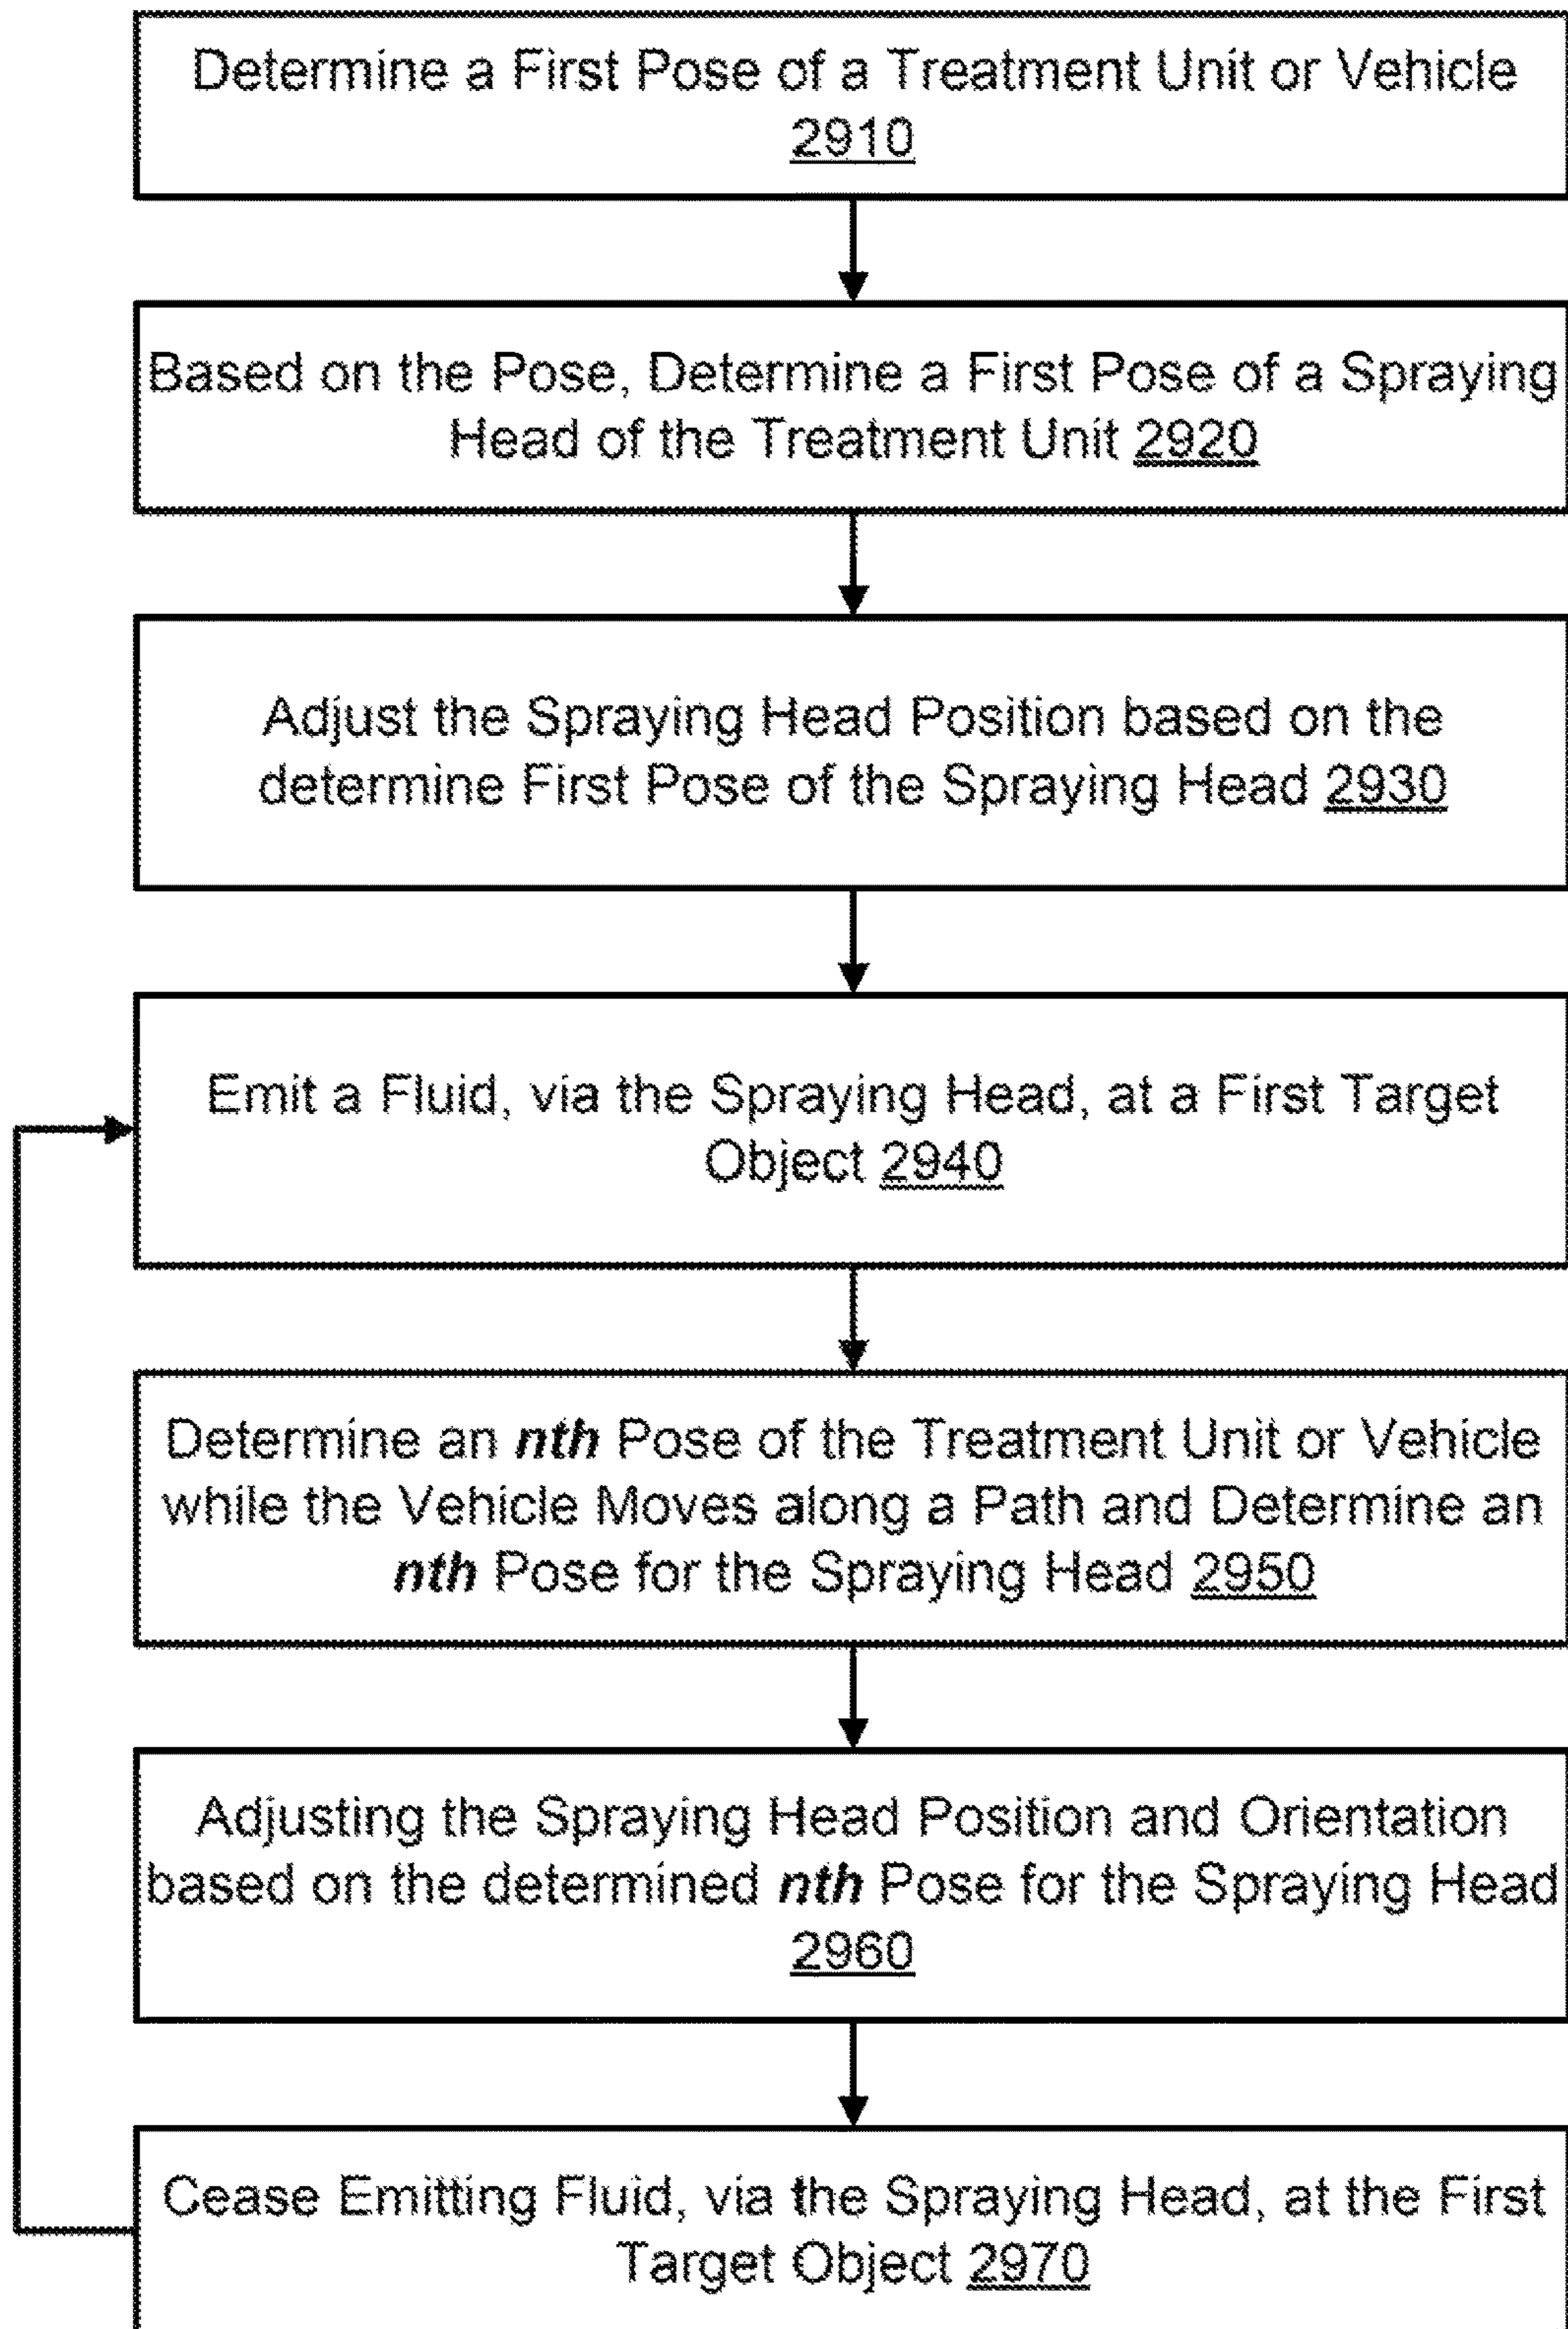 Determine a First Pose of a Treatment Unit or Vehicle
2910
Based on the Pose, Determine a First Pose of a Spraying
Head of the Treatment Unit 2920
Adjust the Spraying Head Position based on the
determine First Pose of the Spraying Head 2930
Emit a Fluid, via the Spraying Head, at a First Target
Object 2940
Determine an nth Pose of the Treatment Unit or Vehicle
while the Vehicle Moves along a Path and Determine an
nth Pose for the Spraying Head 2950
Adjusting the Spraying Head Position and Orientation
based on the determined nth Pose for the Spraying Head
2960
Cease Emitting Fluid, via the Spraying Head, at the First
Target Object 2970